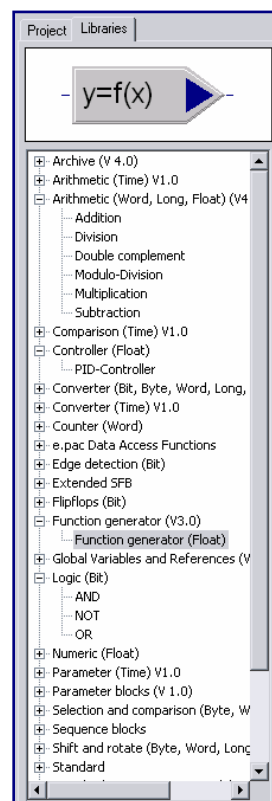 Project Libraries
y=f(x)
Archive (V 4.0)
Arithmetic (Time) V1.0
Arithmetic (Word, Long, Float) (V4
Addition
Division
Double complement
Modulo-Division
Multiplication
Subtraction
Comparison (Time) V1.0
Controller (Float)
PID-Controller
Converter (Bit, Byte, Word, Long,
Converter (Time) V1.0
Counter (Word)
e.pac Data Access Functions
Edge detection (Bit)
Extended SFB
Flipflops (Bit)
Function generator (V3.0)
Function generator (Float)
Global Variables and References (V
Logic (Bit)
AND
NOT
OR
Numeric (Float)
Parameter (Time) V1.0
Parameter blocks (V 1.0)
Selection and comparison (Byte, W
Sequence blocks
Shift and rotate (Byte, Word, Long
Standard